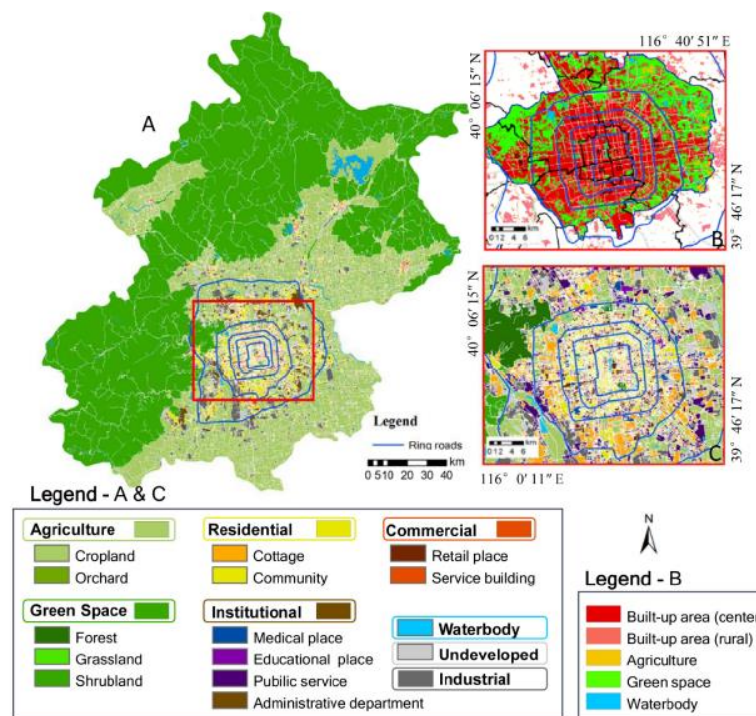 A
116° 40′ 51″ E
40° 06′ 15″ N
39° 46′ 17″ N
B
0 1 2 4 6 km
40° 06′ 15″ N
39° 46′ 17″ N
C
0 1 2 4 6 km
116° 0′ 11″ E
Legend
Ring roads
km
0 5 10 20 30 40
Legend - A & C
Agriculture
Cropland
Orchard
Green Space
Forest
Grassland
Shrubland
Residential
Cottage
Community
Institutional
Medical place
Educational place
Pubilic service
Administrative department
Commercial
Retail place
Service building
Waterbody
Undeveloped
Industrial
N
Legend - B
Built-up area (center
Built-up area (rural)
Agriculture
Green space
Waterbody